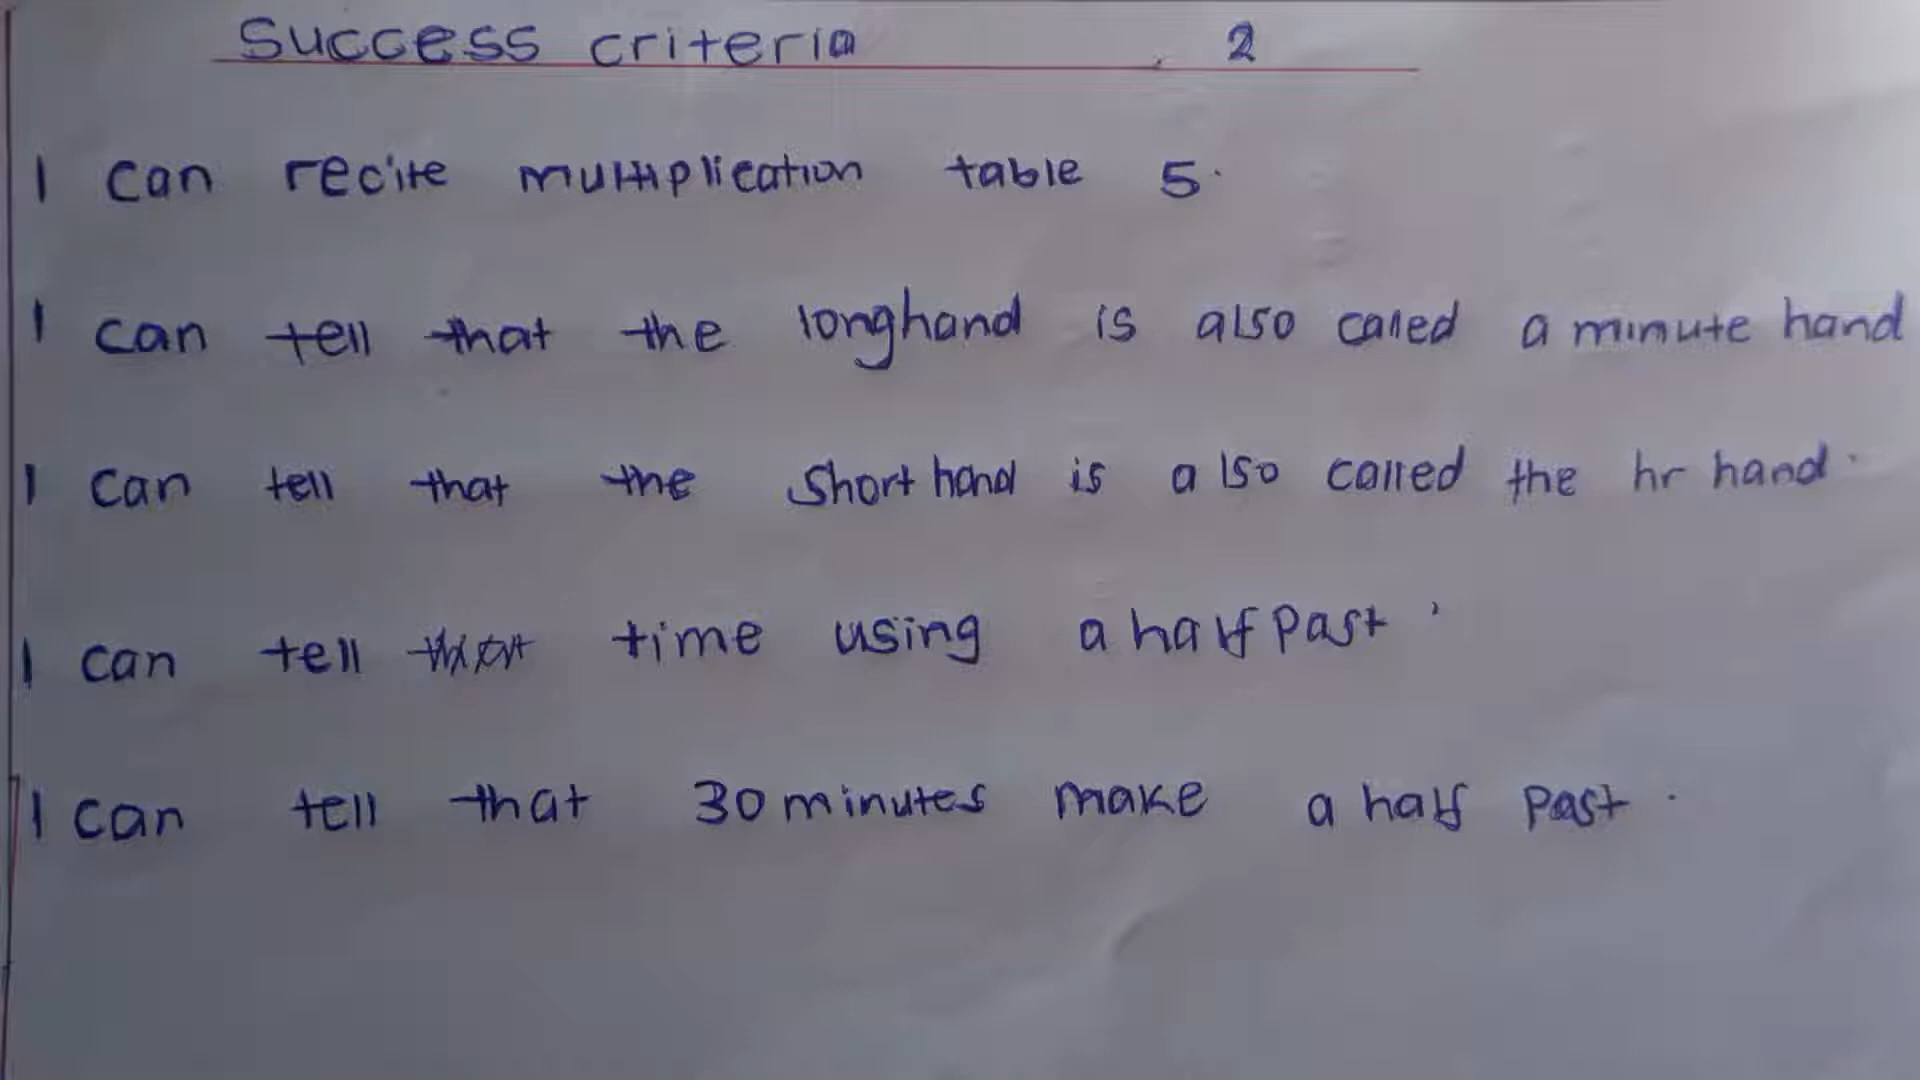 Success criteria 2
I can recite multiplication table 5.
I can tell that the longhand is also called a minute hand
I can tell that the short hand is also called the hr hand.
I can tell time using a half past.
I can tell that 30 minutes make a half past.